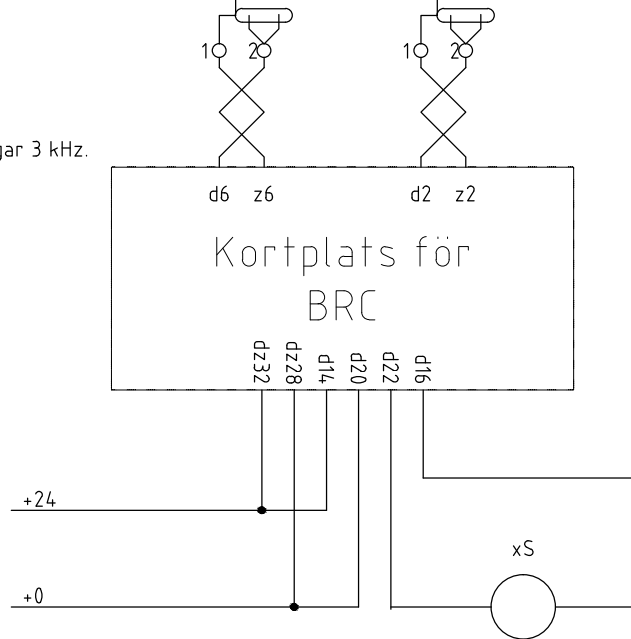 1 2 1 2
gar 3 kHz.
d6 z6 d2 z2
Kortplats för
BRC
dz32 dz28 d14 d20 d22 d16
+24
xS
+0